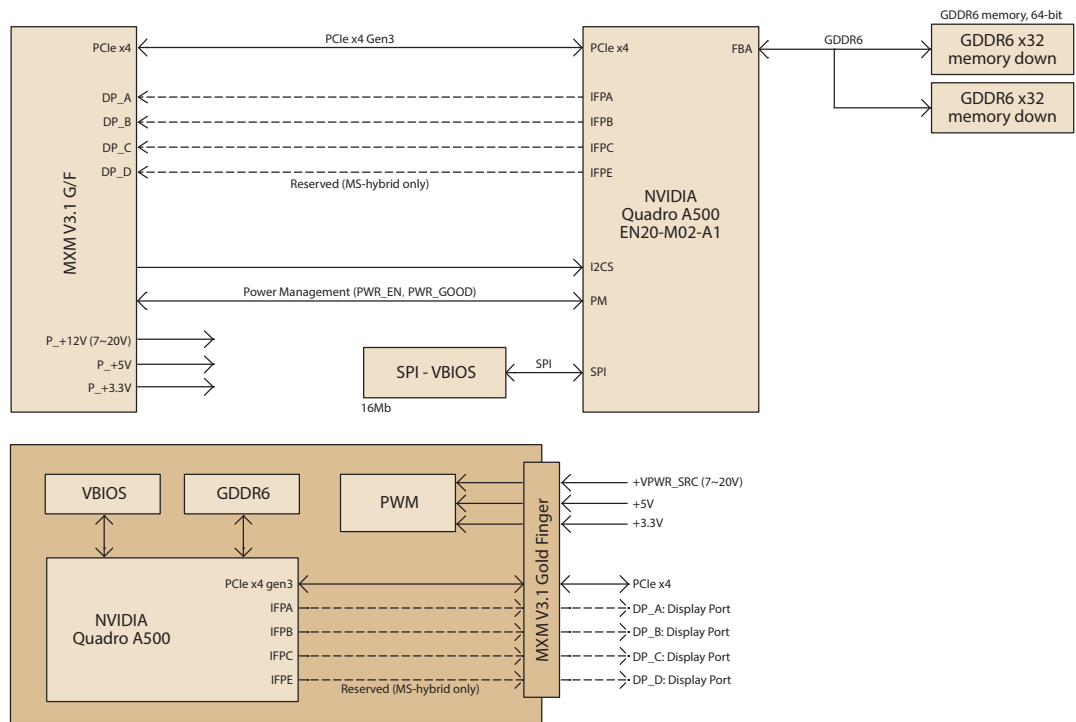 GDDR6 memory, 64-bit
PCIe x4
PCIe x4 Gen3
PCIe x4
FBA
GDDR6
GDDR6 x32
memory down
GDDR6 x32
memory down
DP_A
IFPA
DP_B
IFPB
DP_C
IFPC
DP_D
IFPE
Reserved (MS-hybrid only)
MXM V3.1 G/F
NVIDIA
Quadro A500
EN20-M02-A1
I2CS
Power Management (PWR_EN, PWR_GOOD)
PM
P_+12V (7~20V)
P_+5V
P_+3.3V
SPI - VBIOS
SPI
SPI
16Mb
VBIOS
GDDR6
PWM
MXM V3.1 Gold Finger
+VPWR_SRC (7~20V)
+5V
+3.3V
PCIe x4 gen3
PCIe x4
NVIDIA
Quadro A500
IFPA
DP_A: Display Port
IFPB
DP_B: Display Port
IFPC
DP_C: Display Port
IFPE
DP_D: Display Port
Reserved (MS-hybrid only)